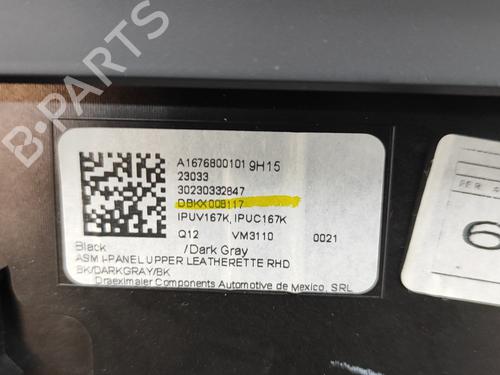 B-PARTS
A1676800101 9H15
23033
30230332847
DBKX008117
IPUV167K, IPUC167K
Q12 VM3110 0021
Black /Dark Gray
ASM I-PANEL UPPER LEATHERETTE RHD
BK/DARKGRAY/BK
Draexlmaier Components Automotive de Mexico, SRL
6